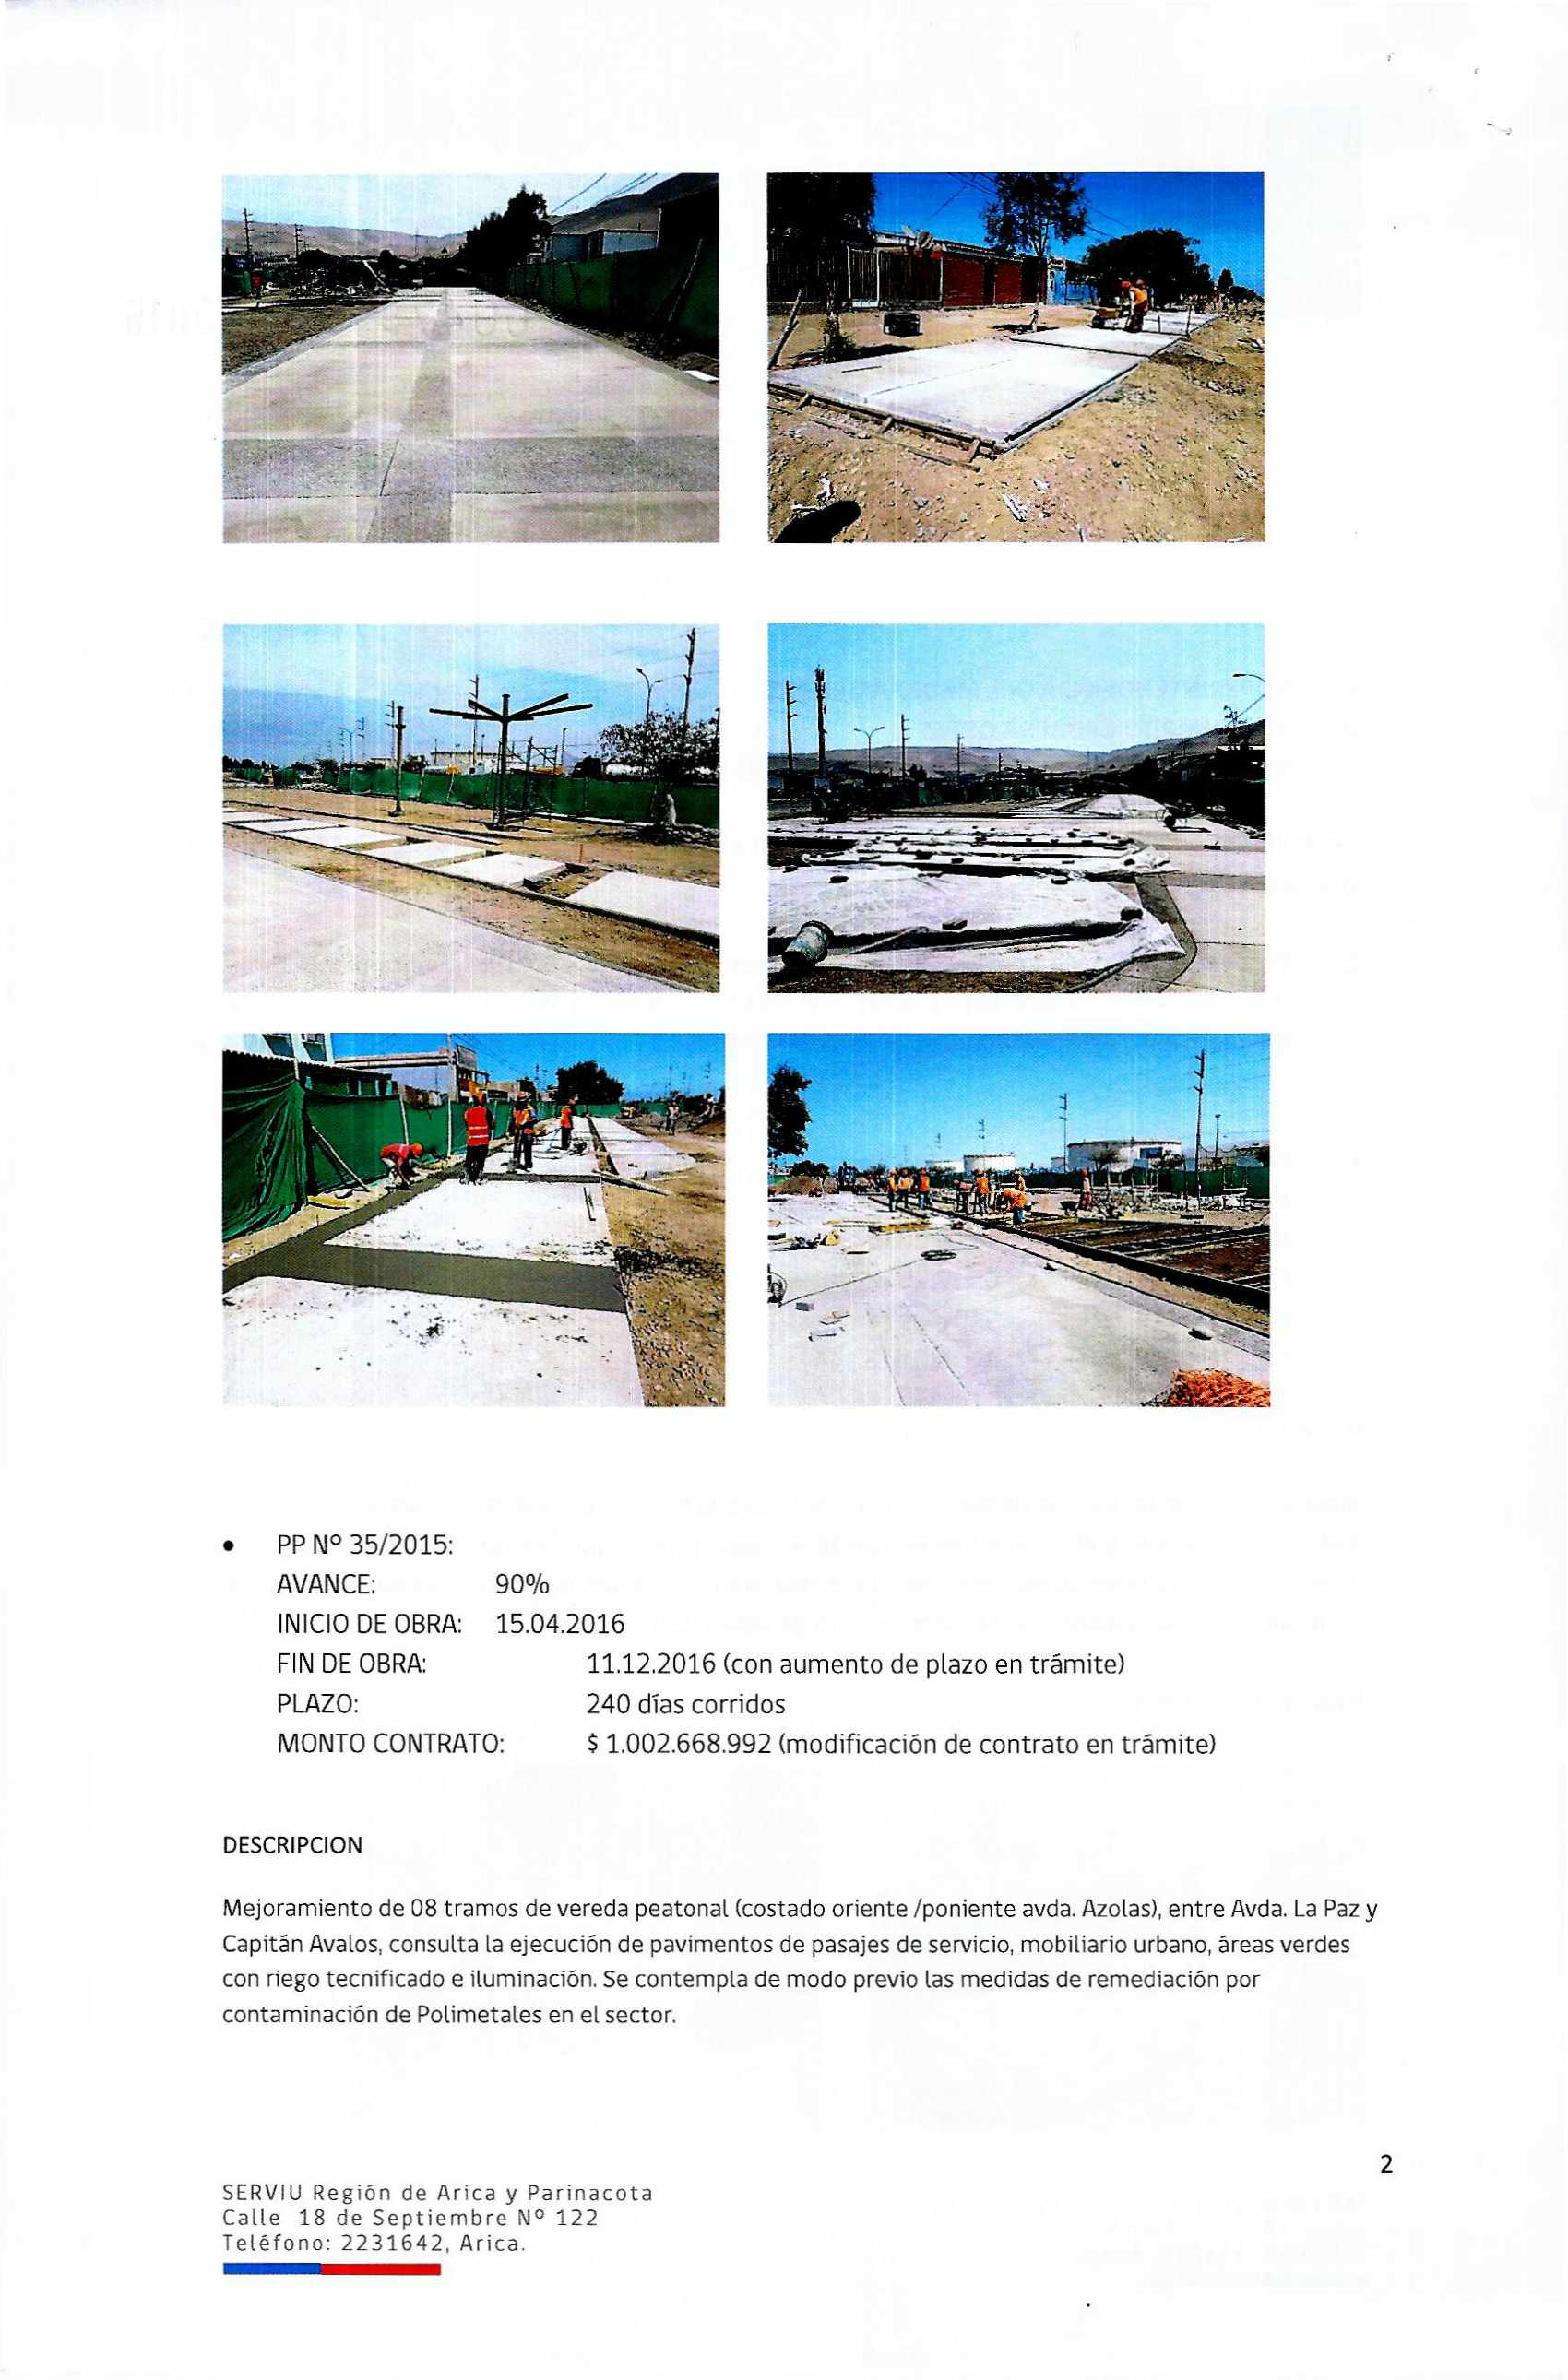 • PP Nº 35/2015:
AVANCE: 90%
INICIO DE OBRA: 15.04.2016
FIN DE OBRA: 11.12.2016 (con aumento de plazo en trámite)
PLAZO: 240 días corridos
MONTO CONTRATO: $ 1.002.668.992 (modificación de contrato en trámite)
DESCRIPCION
Mejoramiento de 08 tramos de vereda peatonal (costado oriente /poniente avda. Azolas), entre Avda. La Paz y
Capitán Avalos, consulta la ejecución de pavimentos de pasajes de servicio, mobiliario urbano, áreas verdes
con riego tecnificado e iluminación. Se contempla de modo previo las medidas de remediación por
contaminación de Polimetales en el sector.
2
SERVIU Región de Arica y Parinacota
Calle 18 de Septiembre Nº 122
Teléfono: 2231642, Arica.